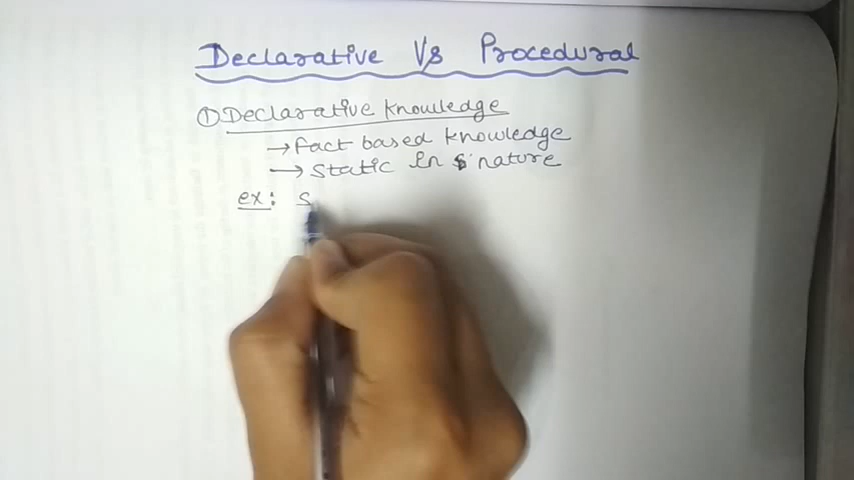 Declarative Vs Procedural
① Declarative knowledge
→ fact based knowledge
→ static in nature
ex: s